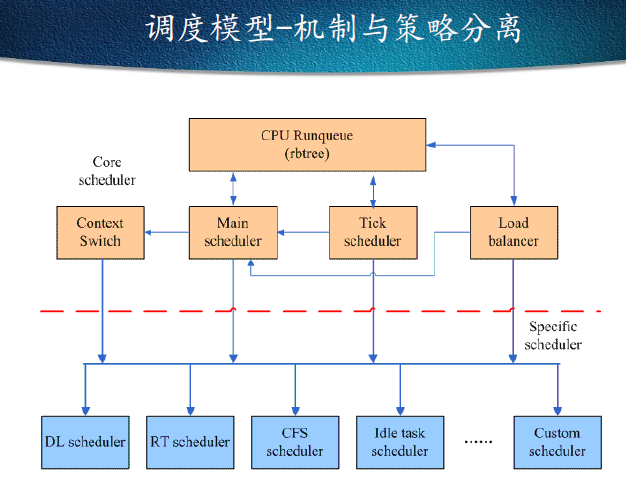 调度模型-机制与策略分离
CPU Runqueue
(rbtree)
Core
scheduler
Context
Switch
Main
scheduler
Tick
scheduler
Load
balancer
Specific
scheduler
DL scheduler
RT scheduler
CFS
scheduler
Idle task
scheduler
......
Custom
scheduler